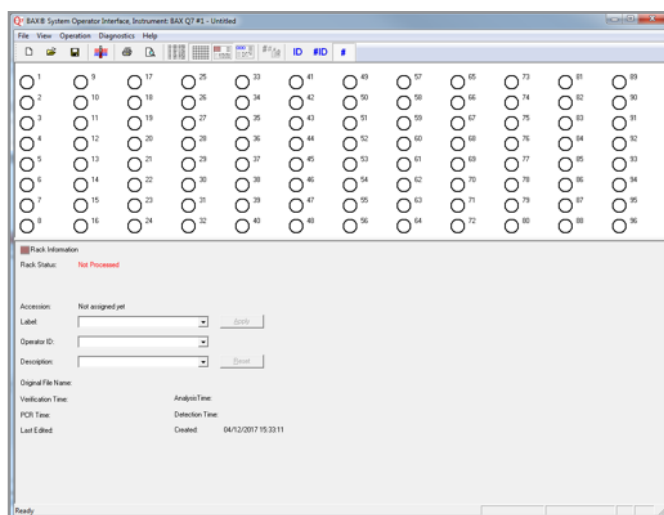 BAX® System Operator Interface, Instrument: BAX Q7 #1 - Untitled
File View Operation Diagnostics Help
ID #ID #
1 9 17 25 33 41 49 57 65 73 81 89
2 10 18 26 34 42 50 58 66 74 82 90
3 11 19 27 35 43 51 59 67 75 83 91
4 12 20 28 36 44 52 60 68 76 84 92
5 13 21 29 37 45 53 61 69 77 85 93
6 14 22 30 38 46 54 62 70 78 86 94
7 15 23 31 39 47 55 63 71 79 87 95
8 16 24 32 40 48 56 64 72 80 88 96
Rack Information
Rack Status: Not Processed
Accession: Not assigned yet
Label: Apply
Operator ID:
Description: Reset
Original File Name:
Verification Time: Analysis Time:
PCR Time: Detection Time:
Last Edited: Created: 04/12/2017 15:33:11
Ready